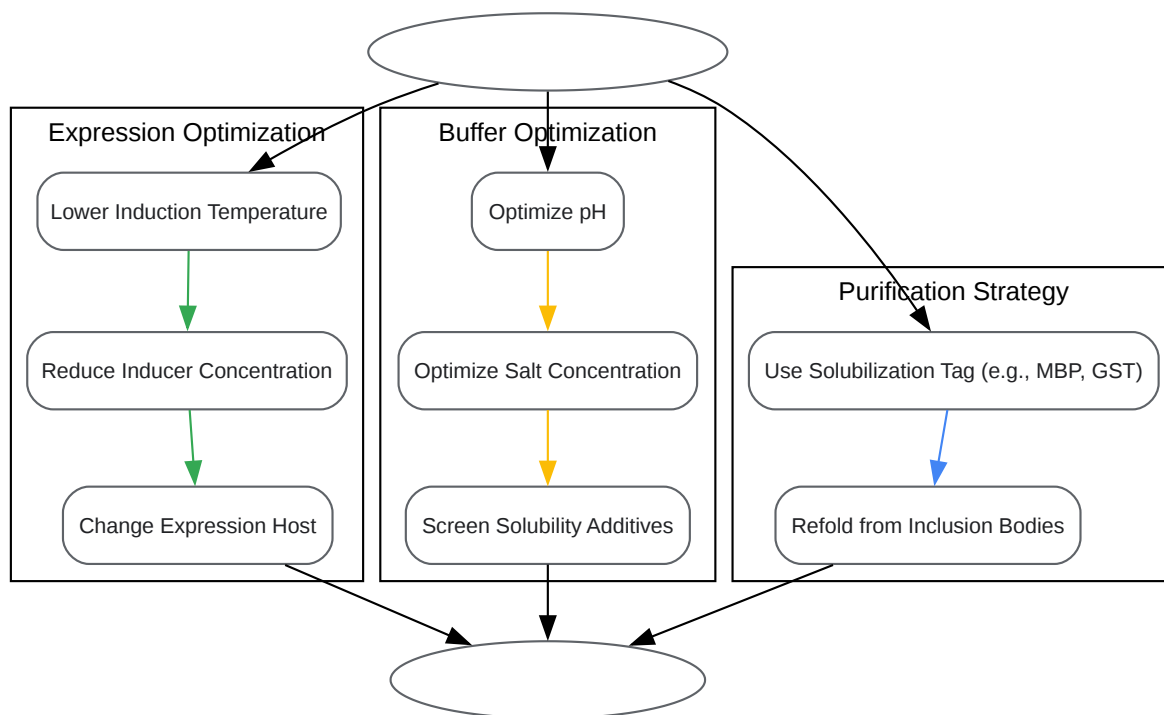 Expression Optimization
Lower Induction Temperature
Reduce Inducer Concentration
Change Expression Host
Buffer Optimization
Optimize pH
Optimize Salt Concentration
Screen Solubility Additives
Purification Strategy
Use Solubilization Tag (e.g., MBP, GST)
Refold from Inclusion Bodies